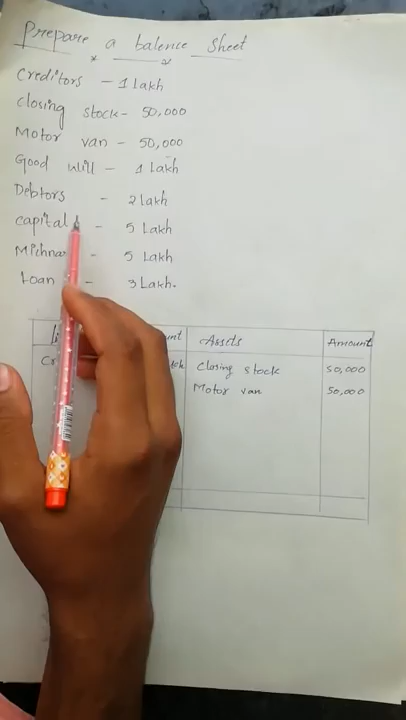 Prepare a balence sheet
Creditors - 1 Lakh
closing stock - 50,000
Motor van - 50,000
Good will - 1 Lakh
Debtors - 2 Lakh
capital - 5 Lakh
- 5 Lakh
Loan - 3 Lakh.
Assets Amount
closing stock 50,000
Motor van 50,000